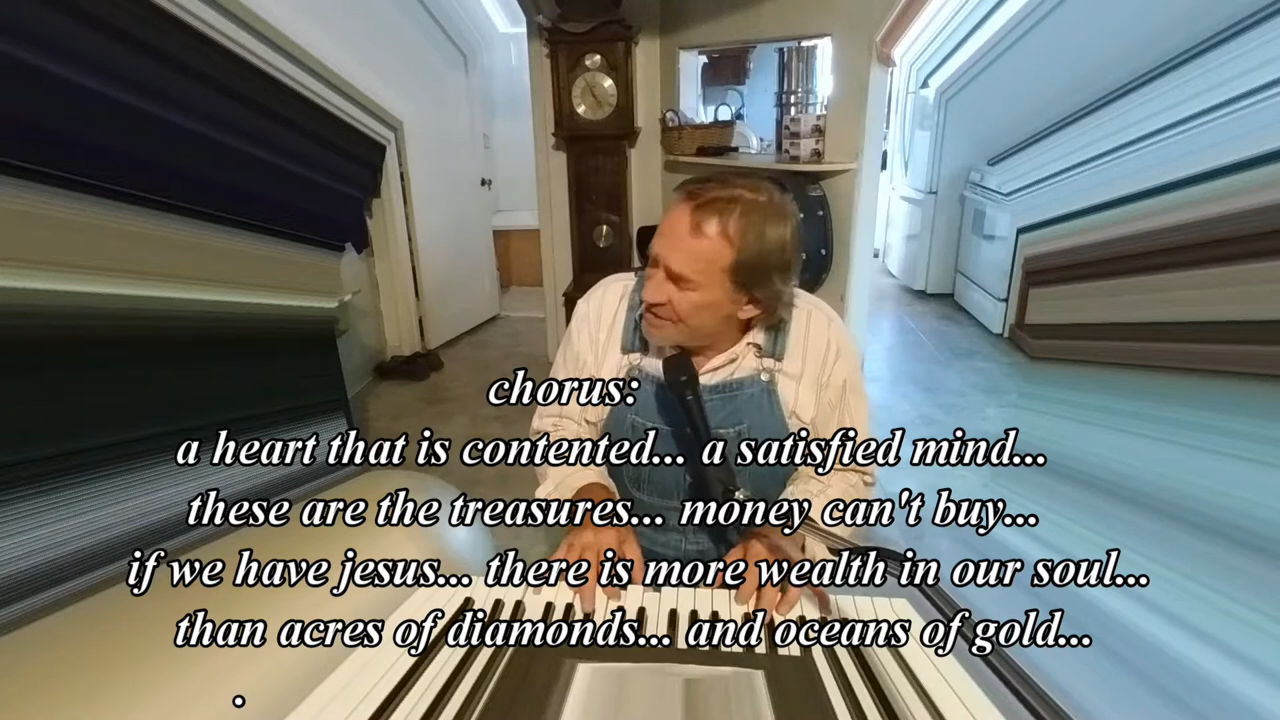 chorus:
a heart that is contented... a satisfied mind...
these are the treasures... money can't buy...
if we have jesus... there is more wealth in our soul...
than acres of diamonds... and oceans of gold...
.